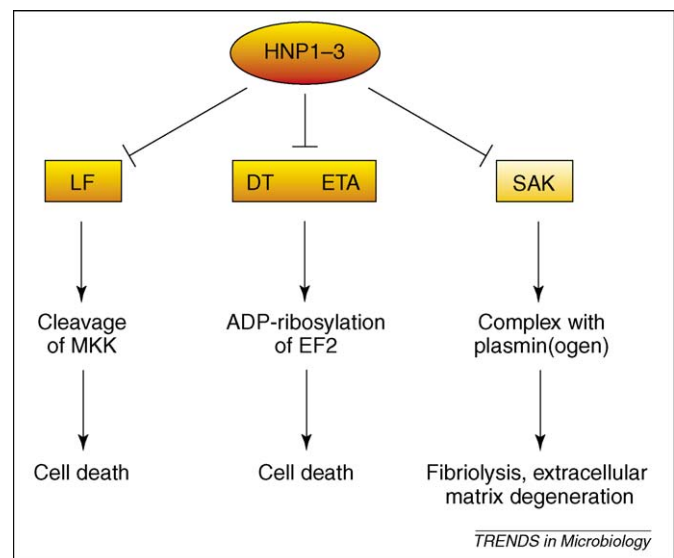 HNP1–3
LF
DT ETA
SAK
Cleavage
of MKK
ADP-ribosylation
of EF2
Complex with
plasmin(ogen)
Cell death
Cell death
Fibriolysis, extracellular
matrix degeneration
TRENDS in Microbiology